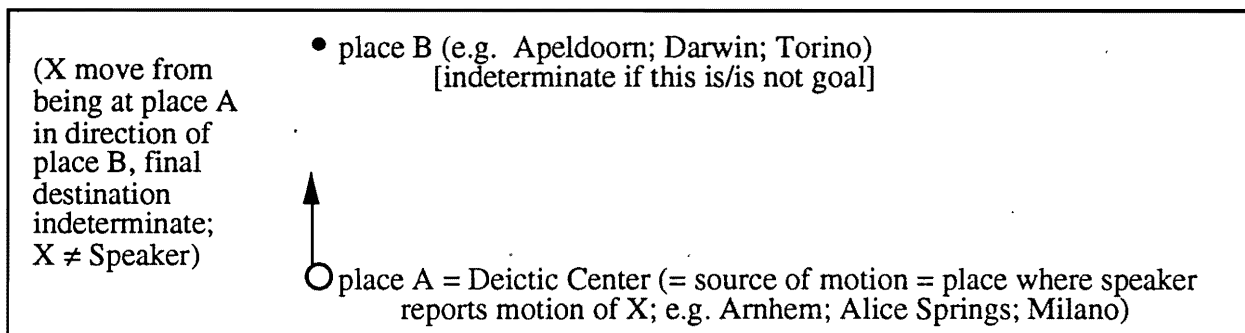 (X move from
being at place A
in direction of
place B, final
destination
indeterminate;
X ≠ Speaker)
place B (e.g. Apeldoorn; Darwin; Torino)
[indeterminate if this is/is not goal]
place A = Deictic Center (= source of motion = place where speaker
reports motion of X; e.g. Arnhem; Alice Springs; Milano)